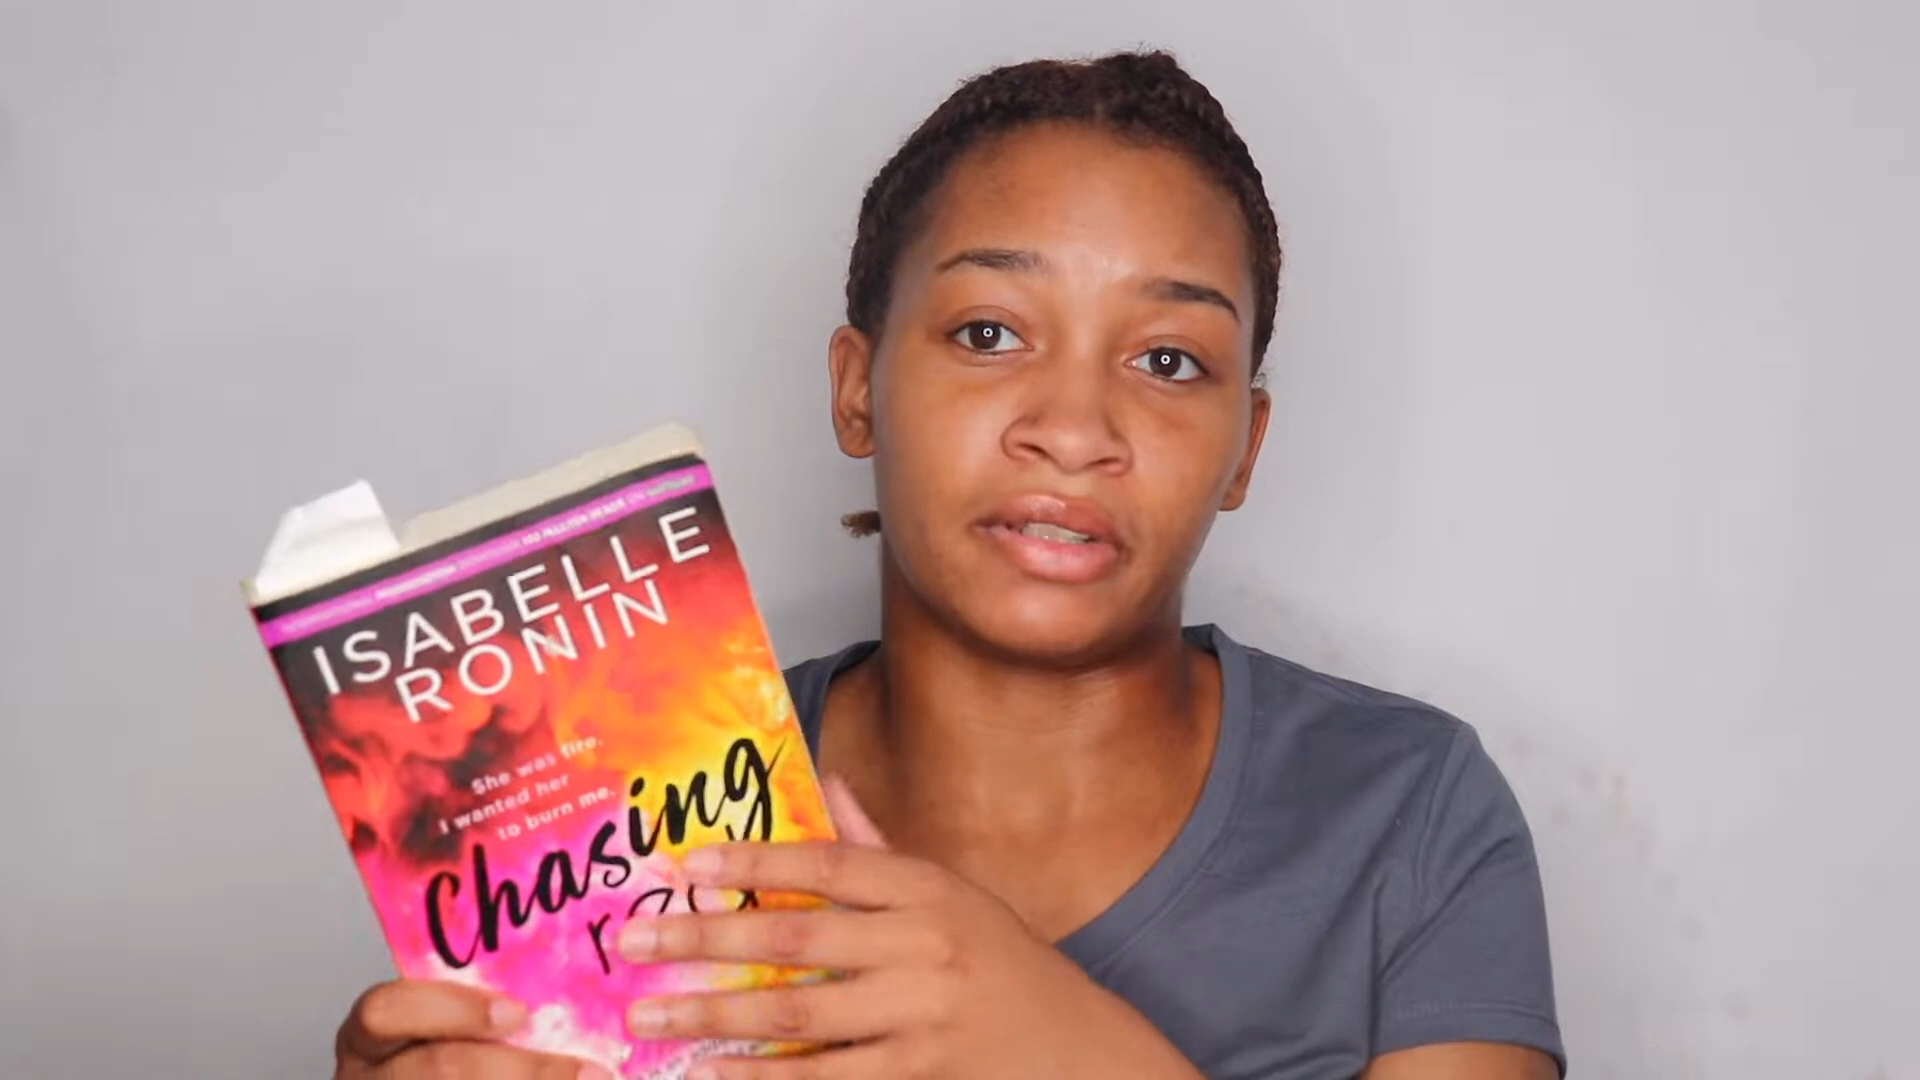 ISABELLE
RONIN
She was fire.
I wanted her
to burn me.
Chasing